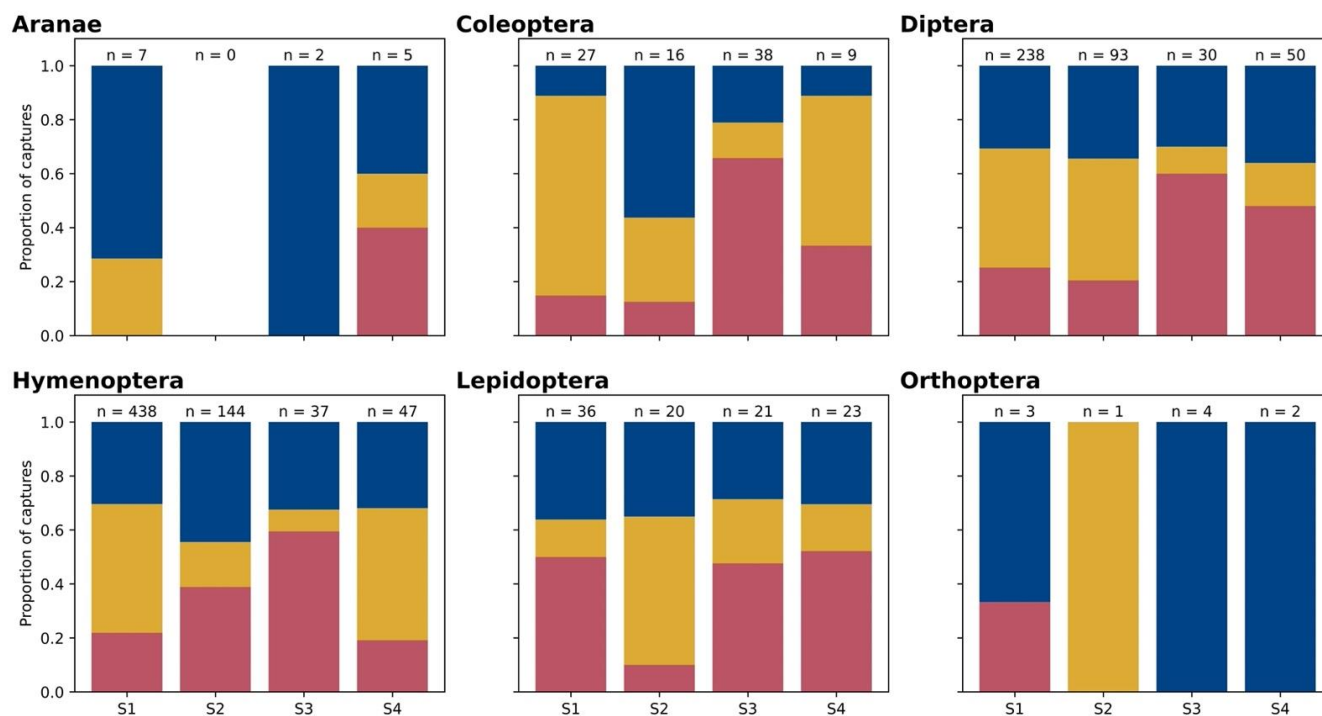 Aranae
Coleoptera
Diptera
n = 7 n = 0 n = 2 n = 5
n = 27 n = 16 n = 38 n = 9
n = 238 n = 93 n = 30 n = 50
Proportion of captures
1.0
0.8
0.6
0.4
0.2
0.0
Hymenoptera
Lepidoptera
Orthoptera
n = 438 n = 144 n = 37 n = 47
n = 36 n = 20 n = 21 n = 23
n = 3 n = 1 n = 4 n = 2
Proportion of captures
1.0
0.8
0.6
0.4
0.2
0.0
S1 S2 S3 S4
S1 S2 S3 S4
S1 S2 S3 S4